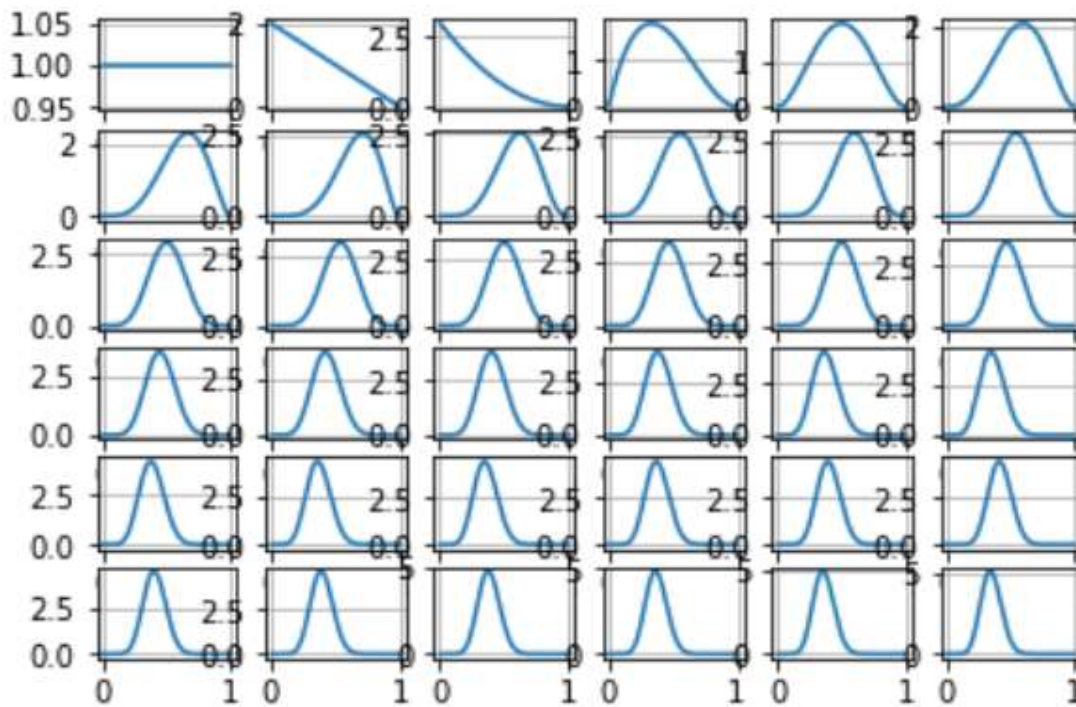 1.05 2 2
1.00 2.5 1 1
0.95 0 0.0 0 0 0
2 2.5 2.5 2.5 2.5 2.5
0 0.0 0.0 0.0 0.0 0.0
2.5 2.5 2.5 2.5 2.5 2.5
0.0 0.0 0.0 0.0 0.0 0.0
2.5 2.5 2.5 2.5 2.5 2.5
0.0 0.0 0.0 0.0 0.0 0.0
2.5 2.5 2.5 2.5 2.5 2.5
0.0 0.0 0.0 0.0 0.0 0.0
5 5 5 5
2.5 2.5
0.0 0.0 0 0 0 0
0 1 0 1 0 1 0 1 0 1 0 1